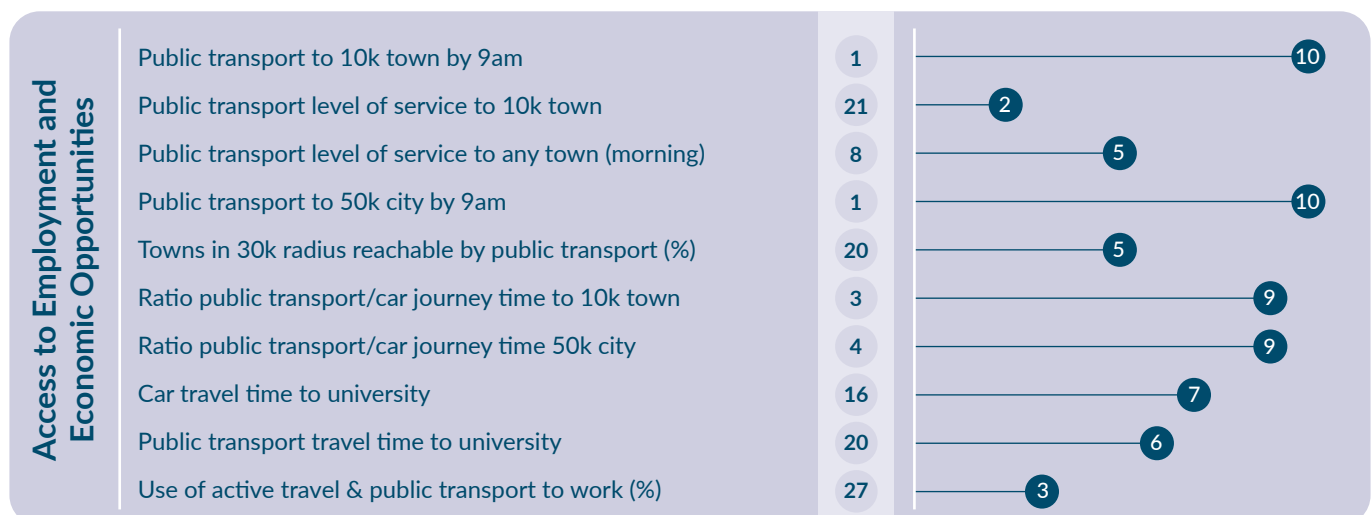 Access to Employment and
Economic Opportunities
Public transport to 10k town by 9am 1 10
Public transport level of service to 10k town 21 2
Public transport level of service to any town (morning) 8 5
Public transport to 50k city by 9am 1 10
Towns in 30k radius reachable by public transport (%) 20 5
Ratio public transport/car journey time to 10k town 3 9
Ratio public transport/car journey time 50k city 4 9
Car travel time to university 16 7
Public transport travel time to university 20 6
Use of active travel & public transport to work (%) 27 3